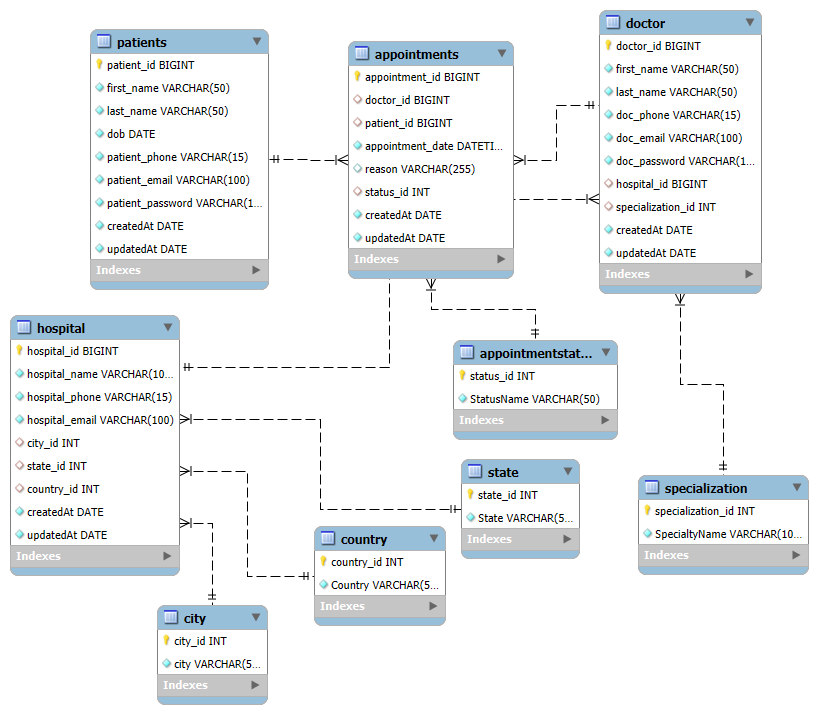 patients
patient_id BIGINT
first_name VARCHAR(50)
last_name VARCHAR(50)
dob DATE
patient_phone VARCHAR(15)
patient_email VARCHAR(100)
patient_password VARCHAR(1...
createdAt DATE
updatedAt DATE
Indexes
appointments
appointment_id BIGINT
doctor_id BIGINT
patient_id BIGINT
appointment_date DATETI...
reason VARCHAR(255)
status_id INT
createdAt DATE
updatedAt DATE
Indexes
doctor
doctor_id BIGINT
first_name VARCHAR(50)
last_name VARCHAR(50)
doc_phone VARCHAR(15)
doc_email VARCHAR(100)
doc_password VARCHAR(1...
hospital_id BIGINT
specialization_id INT
createdAt DATE
updatedAt DATE
Indexes
hospital
hospital_id BIGINT
hospital_name VARCHAR(10...
hospital_phone VARCHAR(15)
hospital_email VARCHAR(100)
city_id INT
state_id INT
country_id INT
createdAt DATE
updatedAt DATE
Indexes
appointmentstat...
status_id INT
StatusName VARCHAR(50)
Indexes
state
state_id INT
State VARCHAR(5...
Indexes
specialization
specialization_id INT
SpecialtyName VARCHAR(10...
Indexes
country
country_id INT
Country VARCHAR(5...
Indexes
city
city_id INT
city VARCHAR(5...
Indexes